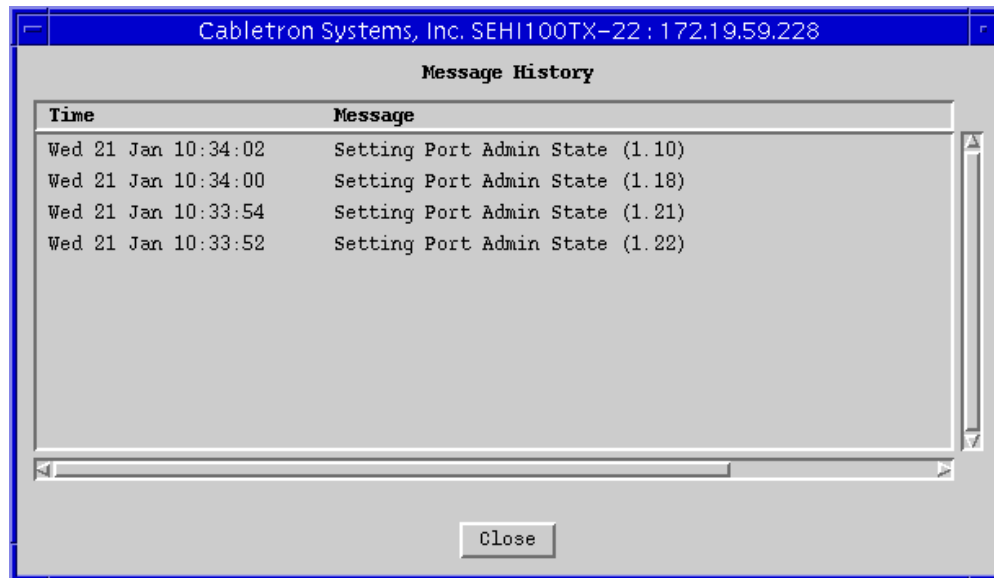 Cabletron Systems, Inc. SEHI100TX-22 : 172.19.59.228
Message History
Time Message
Wed 21 Jan 10:34:02 Setting Port Admin State (1.10)
Wed 21 Jan 10:34:00 Setting Port Admin State (1.18)
Wed 21 Jan 10:33:54 Setting Port Admin State (1.21)
Wed 21 Jan 10:33:52 Setting Port Admin State (1.22)
Close